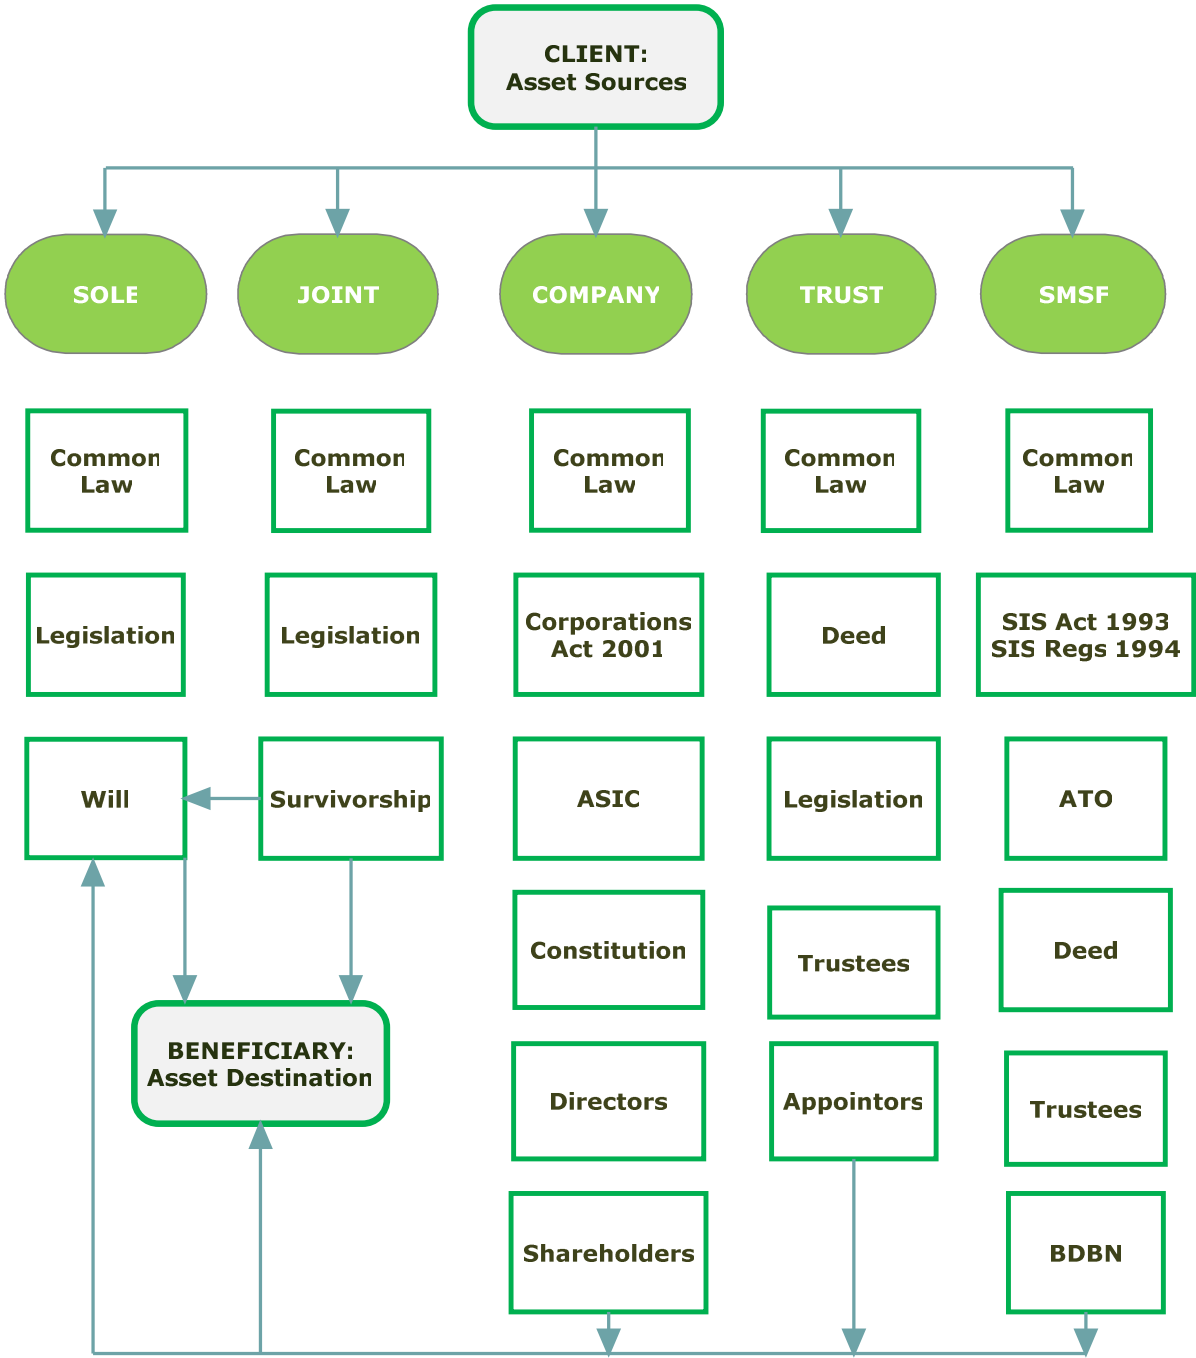 CLIENT:
Asset Sources
SOLE
JOINT
COMPANY
TRUST
SMSF
Common
Law
Common
Law
Common
Law
Common
Law
Common
Law
Legislation
Legislation
Corporations
Act 2001
Deed
SIS Act 1993
SIS Regs 1994
Will
Survivorship
ASIC
Legislation
ATO
Constitution
Trustees
Deed
BENEFICIARY:
Asset Destination
Directors
Appointors
Trustees
Shareholders
BDBN